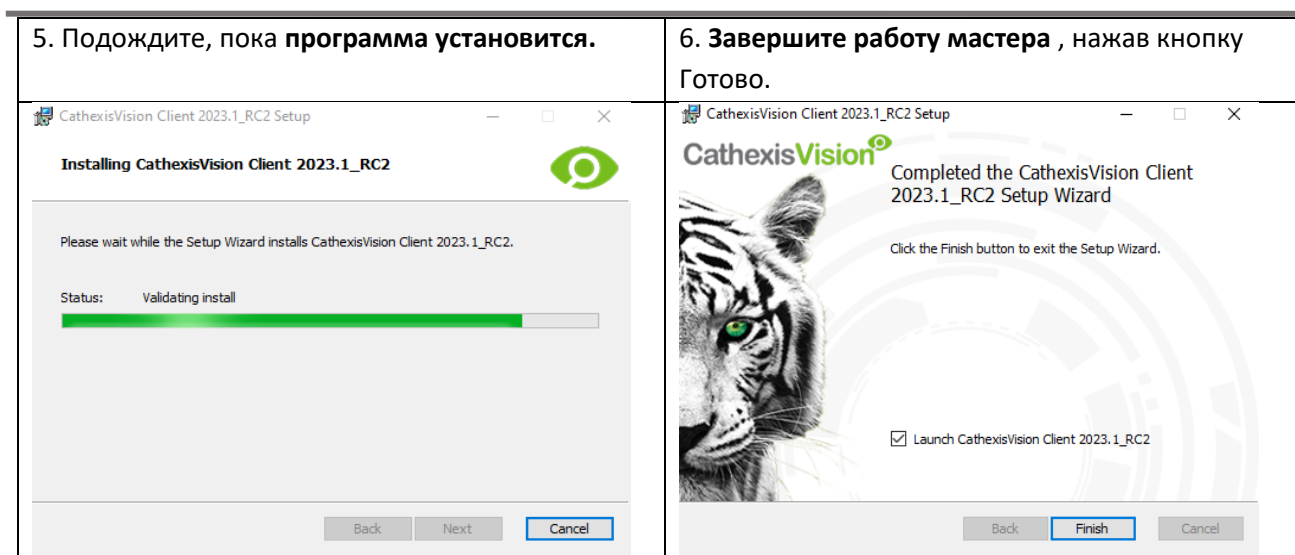 5. Подождите, пока программа установится.
6. Завершите работу мастера , нажав кнопку
Готово.
CathexisVision Client 2023.1_RC2 Setup
Installing CathexisVision Client 2023.1_RC2
Please wait while the Setup Wizard installs CathexisVision Client 2023.1_RC2.
Status: Validating install
Back Next Cancel
CathexisVision Client 2023.1_RC2 Setup
CathexisVision
Completed the CathexisVision Client
2023.1_RC2 Setup Wizard
Click the Finish button to exit the Setup Wizard.
Launch CathexisVision Client 2023.1_RC2
Back Finish Cancel